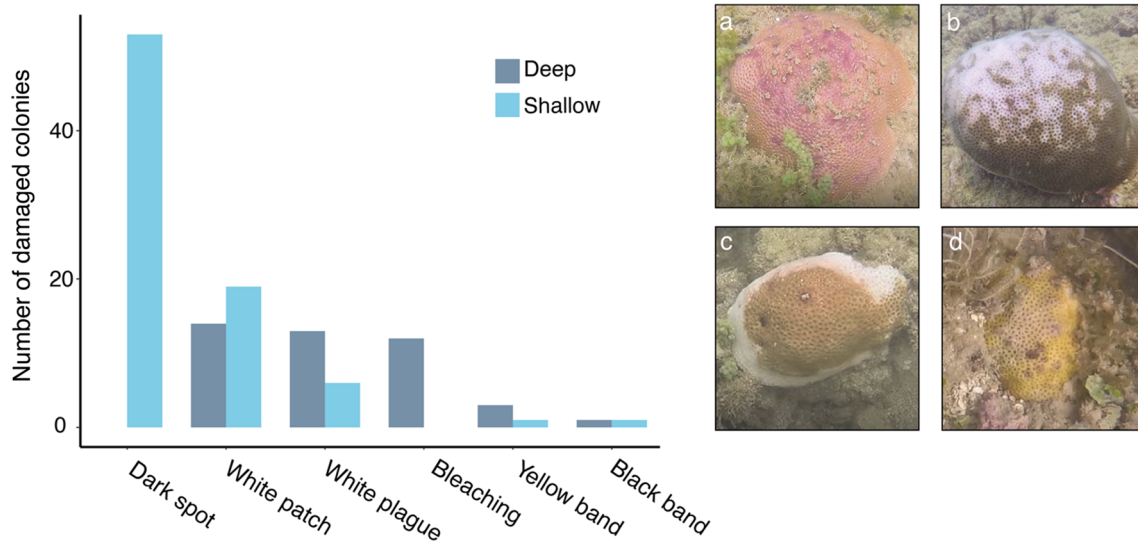 Number of damaged colonies
40
20
0
Deep
Shallow
Dark spot
White patch
White plague
Bleaching
Yellow band
Black band
a
b
c
d